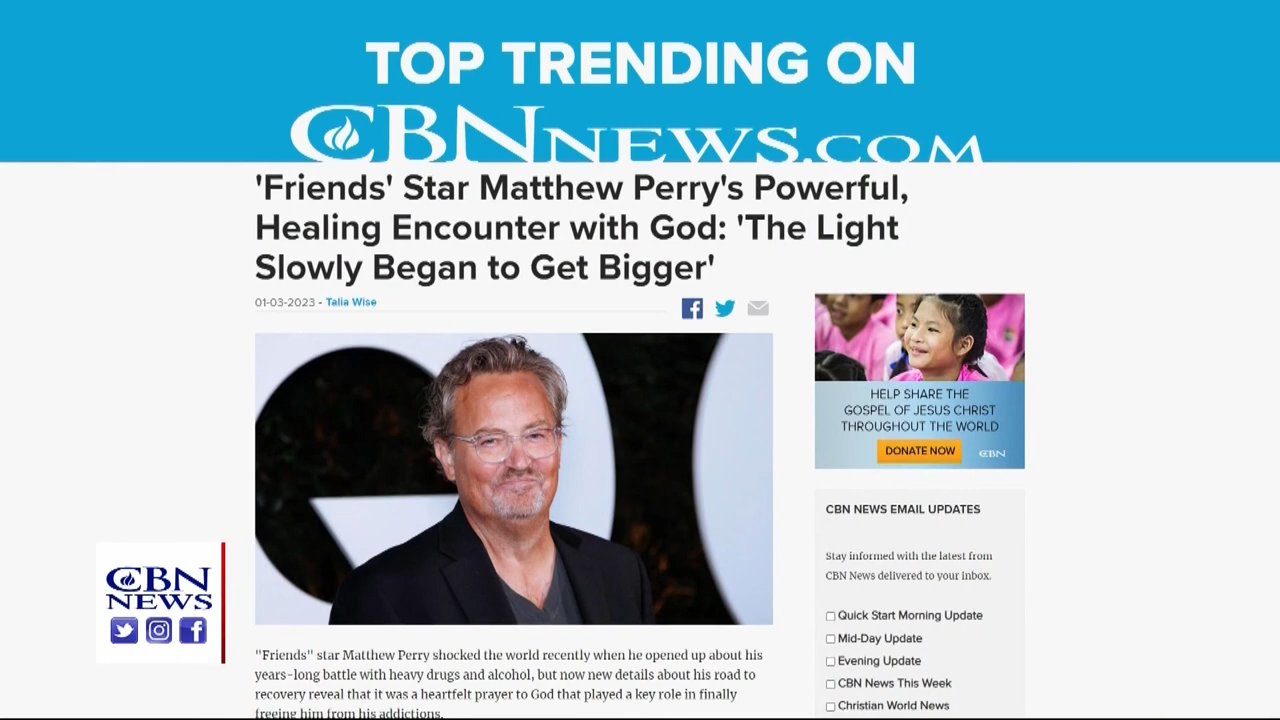 TOP TRENDING ON
CBNNEWS.COM
'Friends' Star Matthew Perry's Powerful,
Healing Encounter with God: 'The Light
Slowly Began to Get Bigger'
01-03-2023 - Talia Wise
HELP SHARE THE
GOSPEL OF JESUS CHRIST
THROUGHOUT THE WORLD
DONATE NOW
CBN
CBN NEWS EMAIL UPDATES
Stay informed with the latest from
CBN News delivered to your inbox.
Quick Start Morning Update
Mid-Day Update
Evening Update
CBN News This Week
Christian World News
CBN
NEWS
"Friends" star Matthew Perry shocked the world recently when he opened up about his
years-long battle with heavy drugs and alcohol, but now new details about his road to
recovery reveal that it was a heartfelt prayer to God that played a key role in finally
freeing him from his addictions.